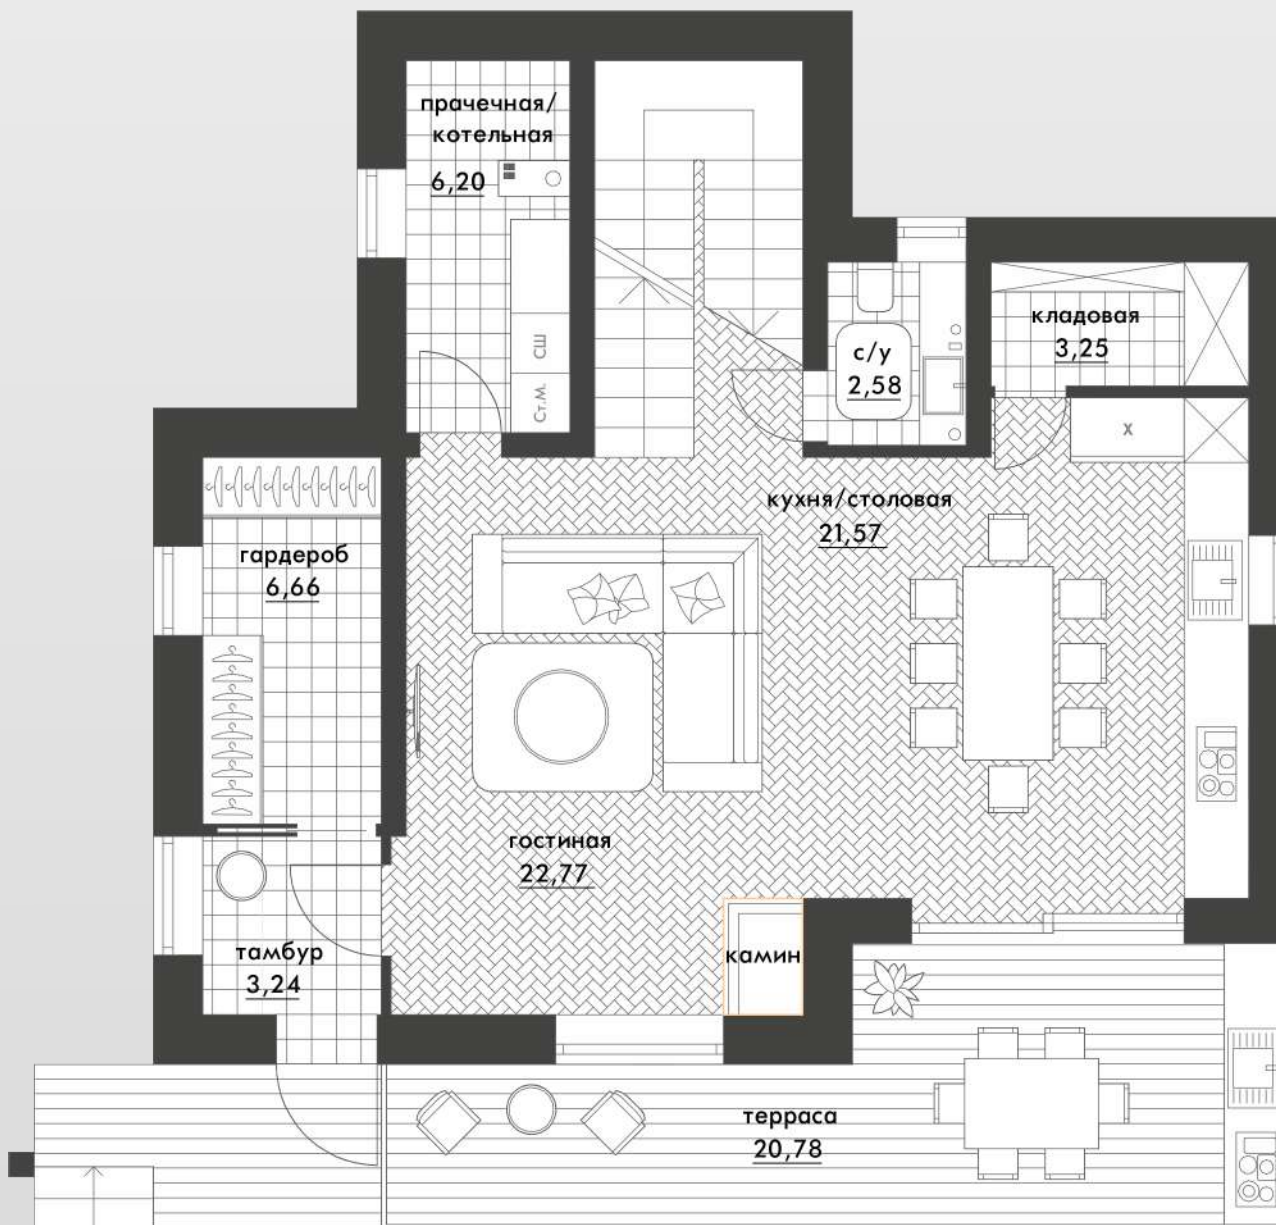 прачечная/
котельная
6,20
СШ
Ст.М.
с/у
2,58
кладовая
3,25
х
кухня/столовая
21,57
гардероб
6,66
гостиная
22,77
тамбур
3,24
камин
терраса
20,78